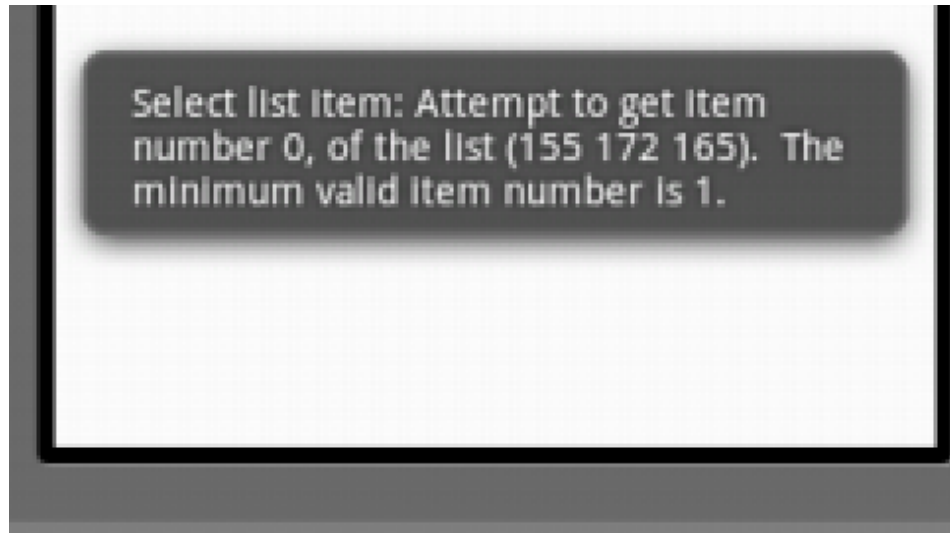 Select list item: Attempt to get item
number 0, of the list (155 172 165).  The
minimum valid item number is 1.